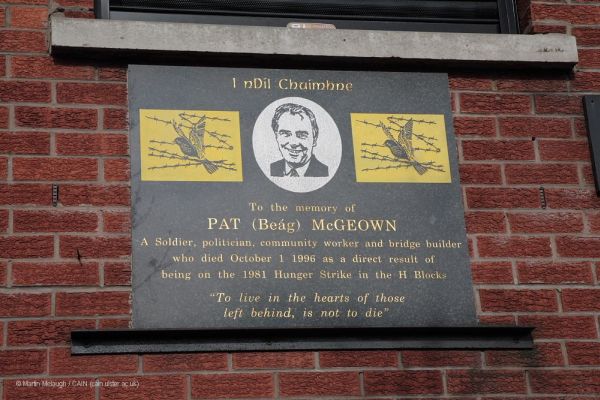 I nDíl Chuimhne
To the memory of
PAT (Beág) McGEOWN
A Soldier, politician, community worker and bridge builder
who died October 1 1996 as a direct result of
being on the 1981 Hunger Strike in the H Blocks
“To live in the hearts of those
left behind, is not to die”
© Martin Melaugh / CAIN (cain.ulster.ac.uk)